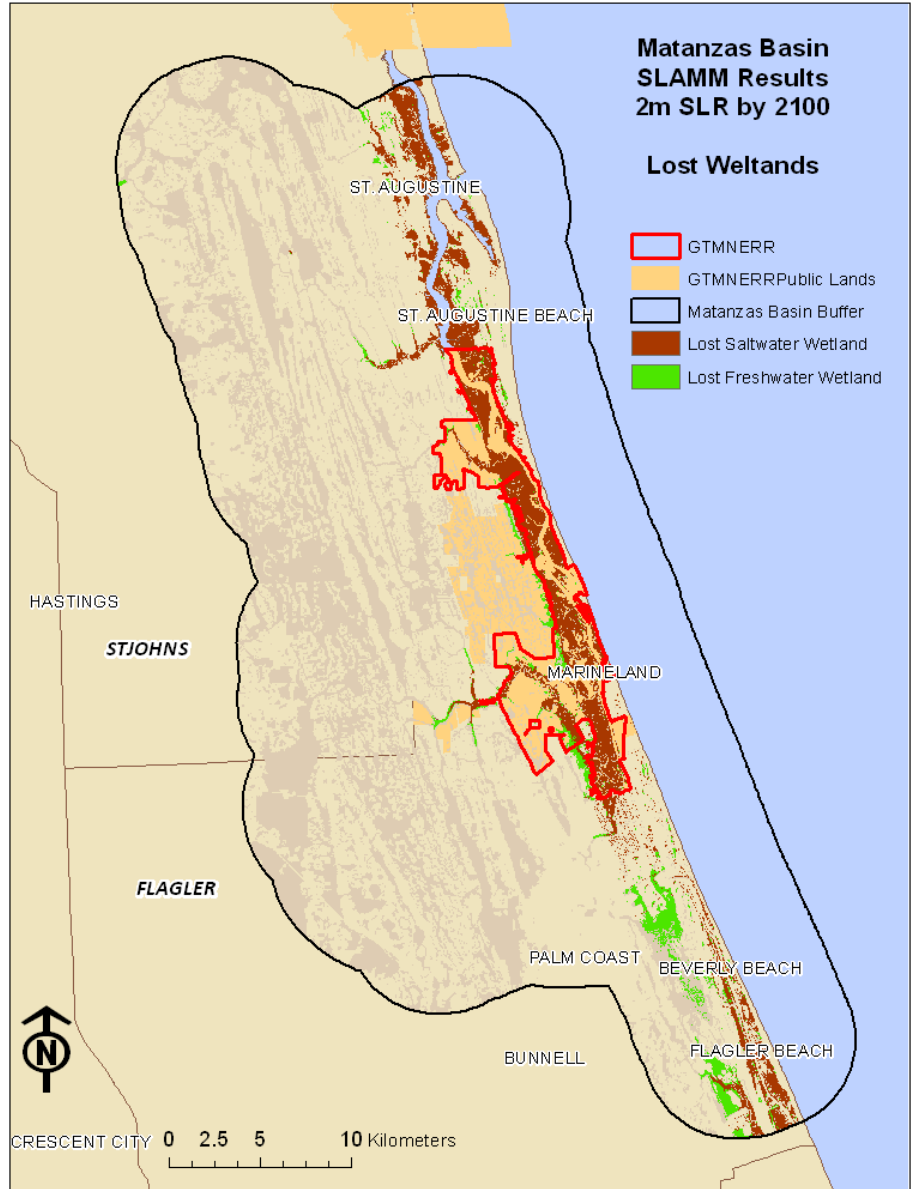 Matanzas Basin
SLAMM Results
2m SLR by 2100
Lost Weltands
GTMNERR
GTMNERRPublic Lands
Matanzas Basin Buffer
Lost Saltwater Wetland
Lost Freshwater Wetland
ST. AUGUSTINE
ST. AUGUSTINE BEACH
HASTINGS
STJOHNS
MARINELAND
FLAGLER
PALM COAST
BEVERLY BEACH
BUNNELL
FLAGLER BEACH
N
CRESCENT CITY
0 2.5 5 10 Kilometers